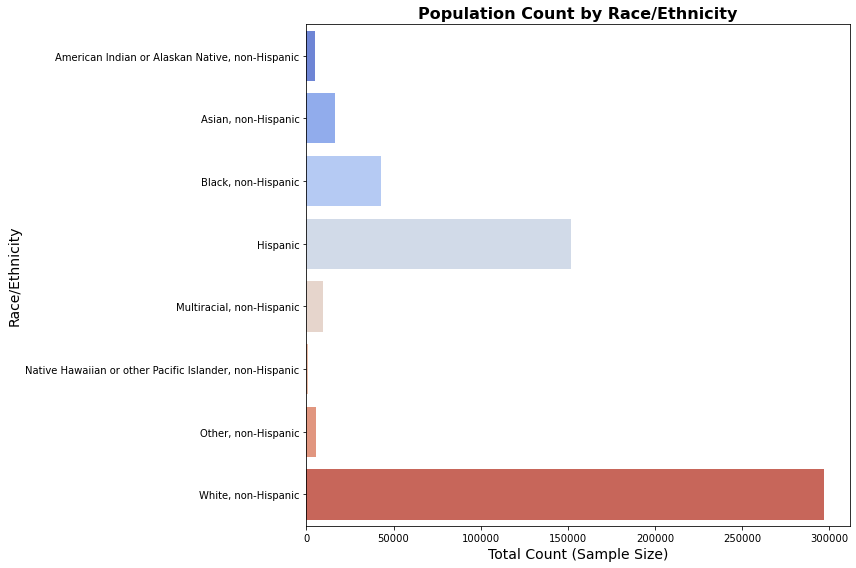 Population Count by Race/Ethnicity
American Indian or Alaskan Native, non-Hispanic
Asian, non-Hispanic
Black, non-Hispanic
Hispanic
Multiracial, non-Hispanic
Native Hawaiian or other Pacific Islander, non-Hispanic
Other, non-Hispanic
White, non-Hispanic
Race/Ethnicity
0 50000 100000 150000 200000 250000 300000
Total Count (Sample Size)